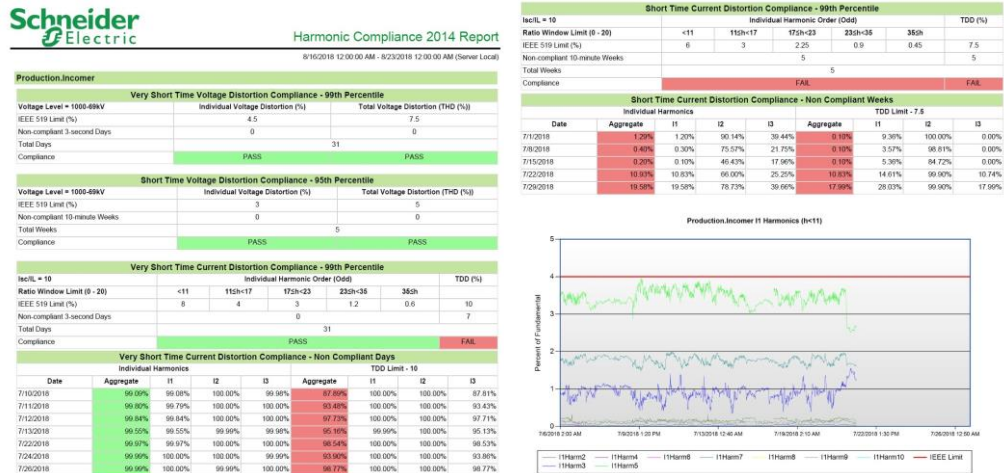 Schneider
Electric
Harmonic Compliance 2014 Report
8/16/2018 12:00:00 AM - 8/23/2018 12:00:00 AM (Server Local)
Production.Incomer
Very Short Time Voltage Distortion Compliance - 99th Percentile
Voltage Level = 1000-69kV Individual Voltage Distortion (%) Total Voltage Distortion (THD (%))
IEEE 519 Limit (%) 4.5 7.5
Non-compliant 3-second Days 0 0
Total Days 31
Compliance PASS PASS
Short Time Voltage Distortion Compliance - 95th Percentile
Voltage Level = 1000-69kV Individual Voltage Distortion (%) Total Voltage Distortion (THD (%))
IEEE 519 Limit (%) 3 5
Non-compliant 10-minute Weeks 0 0
Total Weeks 5
Compliance PASS PASS
Very Short Time Current Distortion Compliance - 99th Percentile
Isc/IL = 10 Individual Harmonic Order (Odd) TDD (%)
Ratio Window Limit (0 - 20) <11 11≤h<17 17≤h<23 23≤h<35 35≤h
IEEE 519 Limit (%) 8 4 3 1.2 0.6 10
Non-compliant 3-second Days 0 7
Total Days 31
Compliance PASS FAIL
Very Short Time Current Distortion Compliance - Non Compliant Days
Individual Harmonics TDD Limit - 10
Date Aggregate I1 I2 I3 Aggregate I1 I2 I3
7/10/2018 99.09% 99.08% 100.00% 99.98% 87.89% 100.00% 100.00% 87.81%
7/11/2018 99.80% 99.79% 100.00% 100.00% 93.48% 100.00% 100.00% 93.43%
7/12/2018 99.84% 99.84% 100.00% 100.00% 97.73% 100.00% 100.00% 97.71%
7/13/2018 99.55% 99.55% 99.99% 99.98% 95.16% 99.99% 100.00% 95.13%
7/22/2018 99.97% 99.97% 100.00% 100.00% 98.54% 100.00% 100.00% 98.53%
7/24/2018 99.99% 100.00% 99.99% 100.00% 93.90% 100.00% 100.00% 93.86%
7/26/2018 99.99% 100.00% 99.99% 100.00% 98.77% 100.00% 100.00% 98.77%
Short Time Current Distortion Compliance - 99th Percentile
Isc/IL = 10 Individual Harmonic Order (Odd) TDD (%)
Ratio Window Limit (0 - 20) <11 11≤h<17 17≤h<23 23≤h<35 35≤h
IEEE 519 Limit (%) 6 3 2.25 0.9 0.45 7.5
Non-compliant 10-minute Weeks 5 5
Total Weeks 5
Compliance FAIL FAIL
Short Time Current Distortion Compliance - Non Compliant Weeks
Individual Harmonics TDD Limit - 7.5
Date Aggregate I1 I2 I3 Aggregate I1 I2 I3
7/1/2018 1.20% 1.20% 90.14% 39.44% 0.10% 9.36% 100.00% 0.00%
7/8/2018 0.40% 0.30% 75.57% 21.75% 0.10% 3.57% 98.81% 0.00%
7/15/2018 0.20% 0.10% 46.43% 17.96% 0.10% 5.36% 84.72% 0.00%
7/22/2018 10.93% 10.83% 66.00% 25.25% 10.83% 14.61% 99.90% 10.74%
7/29/2018 19.58% 19.58% 78.73% 39.66% 17.99% 28.03% 99.90% 17.99%
Production.Incomer I1 Harmonics (h<11)
Percent of Fundamental
5
4
3
2
1
0
7/6/2018 2:00 AM 7/9/2018 1:20 PM 7/13/2018 12:40 AM 7/19/2018 2:10 AM 7/22/2018 1:30 PM 7/26/2018 12:50 AM
I1Harm2 I1Harm4 I1Harm6 I1Harm7 I1Harm8 I1Harm9 I1Harm10 IEEE Limit
I1Harm3 I1Harm5